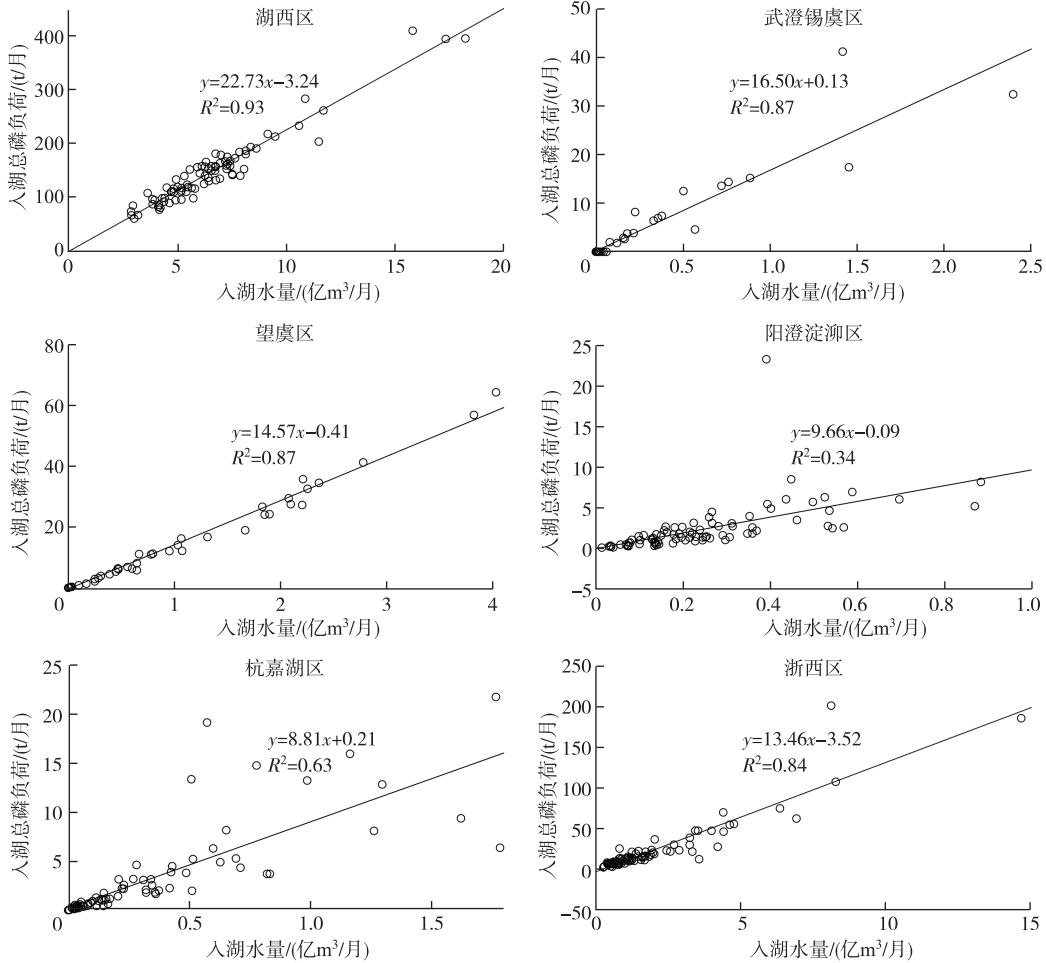 湖西区
入湖总磷负荷/(t/月)
400
300
200
100
0
y=22.73x−3.24
R²=0.93
0 5 10 15 20
入湖水量/(亿m³/月)
武澄锡虞区
入湖总磷负荷/(t/月)
50
40
30
20
10
0
y=16.50x+0.13
R²=0.87
0 0.5 1.0 1.5 2.0 2.5
入湖水量/(亿m³/月)
望虞区
入湖总磷负荷/(t/月)
80
60
40
20
0
y=14.57x−0.41
R²=0.87
0 1 2 3 4
入湖水量/(亿m³/月)
阳澄淀泖区
入湖总磷负荷/(t/月)
25
20
15
10
5
0
−5
y=9.66x−0.09
R²=0.34
0 0.2 0.4 0.6 0.8 1.0
入湖水量/(亿m³/月)
杭嘉湖区
入湖总磷负荷/(t/月)
25
20
15
10
5
0
y=8.81x+0.21
R²=0.63
0 0.5 1.0 1.5
入湖水量/(亿m³/月)
浙西区
入湖总磷负荷/(t/月)
250
200
150
100
50
0
−50
y=13.46x−3.52
R²=0.84
0 5 10 15
入湖水量/(亿m³/月)